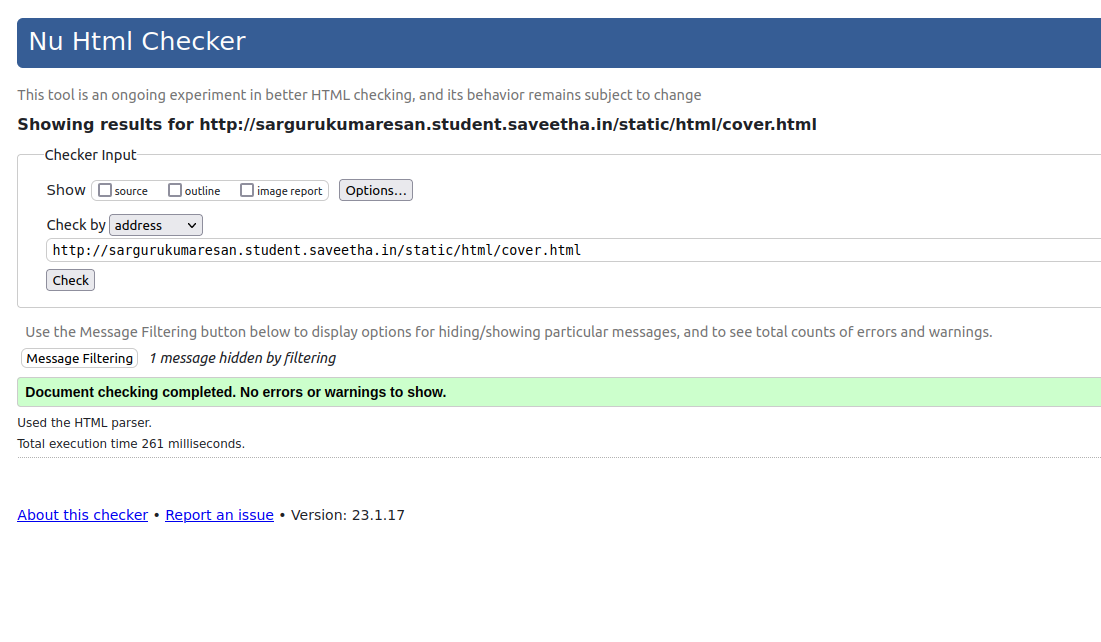 Nu Html Checker
This tool is an ongoing experiment in better HTML checking, and its behavior remains subject to change
Showing results for http://sargurukumaresan.student.saveetha.in/static/html/cover.html
Checker Input
Show source outline image report Options...
Check by address
http://sargurukumaresan.student.saveetha.in/static/html/cover.html
Check
Use the Message Filtering button below to display options for hiding/showing particular messages, and to see total counts of errors and warnings.
Message Filtering 1 message hidden by filtering
Document checking completed. No errors or warnings to show.
Used the HTML parser.
Total execution time 261 milliseconds.
About this checker • Report an issue • Version: 23.1.17